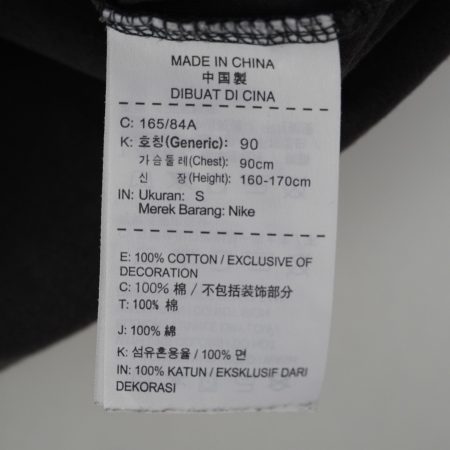 MADE IN CHINA
中国製
DIBUAT DI CINA
C: 165/84A
K: 호칭(Generic): 90
가슴둘레(Chest): 90cm
신 장(Height): 160-170cm
IN: Ukuran: S
Merek Barang: Nike
E: 100% COTTON / EXCLUSIVE OF
DECORATION
C: 100% 棉 / 不包括装饰部分
T: 100% 棉
J: 100% 綿
K: 섬유혼용율 / 100% 면
IN: 100% KATUN / EKSKLUSIF DARI
DEKORASI